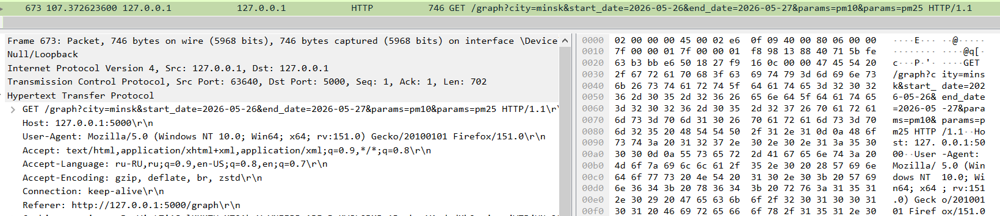 673 107.372623600 127.0.0.1 127.0.0.1 HTTP 746 GET /graph?city=minsk&start_date=2026-05-26&end_date=2026-05-27&params=pm10&params=pm25 HTTP/1.1
Frame 673: Packet, 746 bytes on wire (5968 bits), 746 bytes captured (5968 bits) on interface \Device
Null/Loopback
Internet Protocol Version 4, Src: 127.0.0.1, Dst: 127.0.0.1
Transmission Control Protocol, Src Port: 63640, Dst Port: 5000, Seq: 1, Ack: 1, Len: 702
Hypertext Transfer Protocol
GET /graph?city=minsk&start_date=2026-05-26&end_date=2026-05-27&params=pm10&params=pm25 HTTP/1.1\r\
Host: 127.0.0.1:5000\r\n
User-Agent: Mozilla/5.0 (Windows NT 10.0; Win64; x64; rv:151.0) Gecko/20100101 Firefox/151.0\r\n
Accept: text/html,application/xhtml+xml,application/xml;q=0.9,*/*;q=0.8\r\n
Accept-Language: ru-RU,ru;q=0.9,en-US;q=0.8,en;q=0.7\r\n
Accept-Encoding: gzip, deflate, br, zstd\r\n
Connection: keep-alive\r\n
Referer: http://127.0.0.1:5000/graph\r\n
0000 02 00 00 00 45 00 02 e6 0f 09 40 00 80 06 00 00 ····E··· ··@·····
0010 7f 00 00 01 7f 00 00 01 f8 98 13 88 40 71 5b fe ········ ····@q[·
0020 63 b3 bb e6 50 18 27 f9 16 0c 00 00 47 45 54 20 c···P·'· ····GET
0030 2f 67 72 61 70 68 3f 63 69 74 79 3d 6d 69 6e 73 /graph?c ity=mins
0040 6b 26 73 74 61 72 74 5f 64 61 74 65 3d 32 30 32 k&start_ date=202
0050 36 2d 30 35 2d 32 36 26 65 6e 64 5f 64 61 74 65 6-05-26& end_date
0060 3d 32 30 32 36 2d 30 35 2d 32 37 26 70 61 72 61 =2026-05 -27&para
0070 6d 73 3d 70 6d 31 30 26 70 61 72 61 6d 73 3d 70 ms=pm10& params=p
0080 6d 32 35 20 48 54 54 50 2f 31 2e 31 0d 0a 48 6f m25 HTTP /1.1··Ho
0090 73 74 3a 20 31 32 37 2e 30 2e 30 2e 31 3a 35 30 st: 127. 0.0.1:50
00a0 30 30 0d 0a 55 73 65 72 2d 41 67 65 6e 74 3a 20 00··User -Agent:
00b0 4d 6f 7a 69 6c 6c 61 2f 35 2e 30 20 28 57 69 6e Mozilla/ 5.0 (Win
00c0 64 6f 77 73 20 4e 54 20 31 30 2e 30 3b 20 57 69 dows NT 10.0; Wi
00d0 6e 36 34 3b 20 78 36 34 3b 20 72 76 3a 31 35 31 n64; x64 ; rv:151
00e0 2e 30 29 20 47 65 63 6b 6f 2f 32 30 31 30 30 31 .0) Geck o/201001
00f0 30 31 20 46 69 72 65 66 6f 78 2f 31 35 31 2e 30 01 Firef ox/151.0